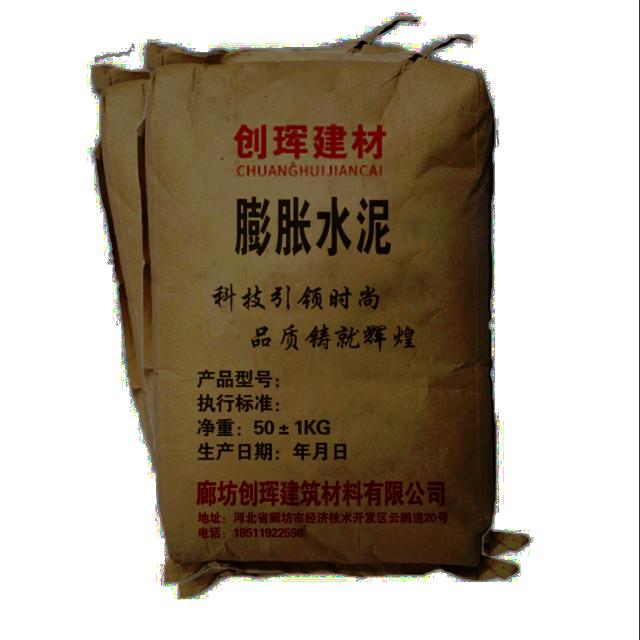 创珲建材
CHUANGHUIJIANCAI
膨胀水泥
科技引领时尚
品质铸就辉煌
产品型号：
执行标准：
净重：50±1KG
生产日期：年月日
廊坊创珲建筑材料有限公司
地址：河北省廊坊市经济技术开发区云鹏道20号
电话：18511922598